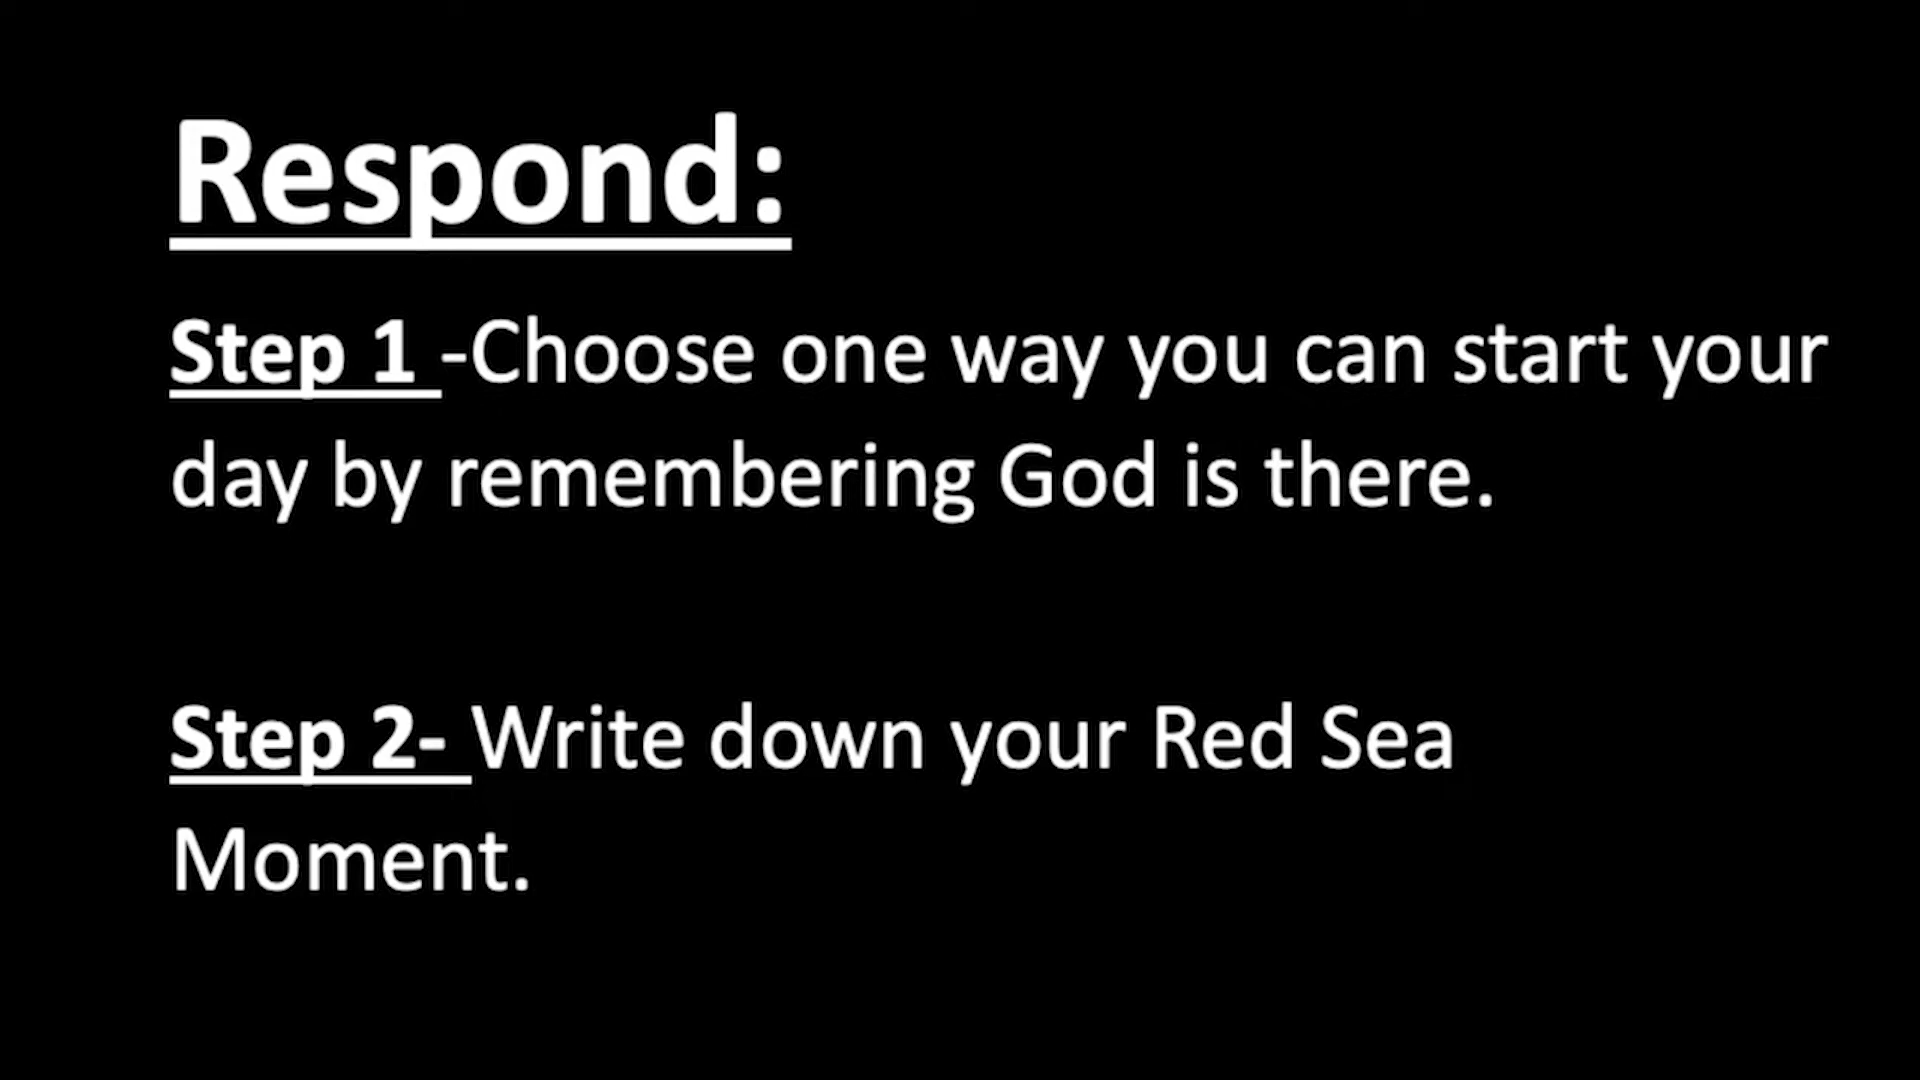 Respond:
Step 1 -Choose one way you can start your
day by remembering God is there.
Step 2- Write down your Red Sea
Moment.